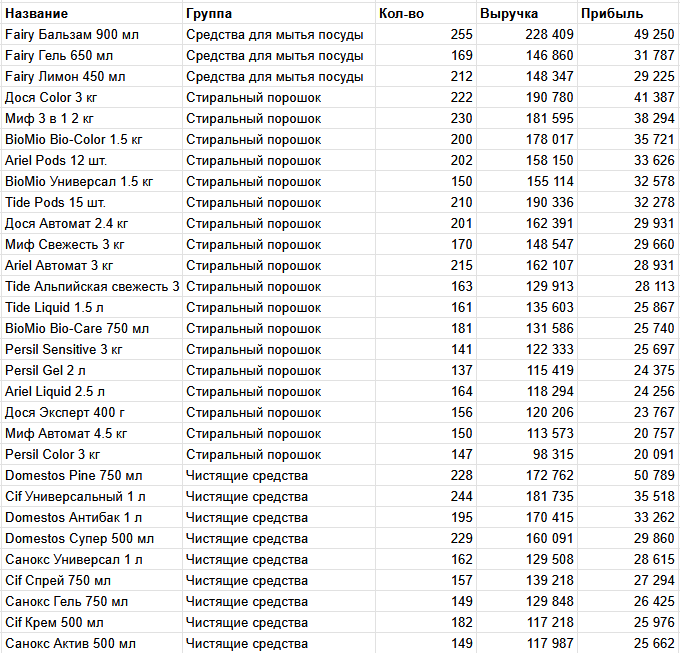 Название Группа Кол-во Выручка Прибыль
Fairy Бальзам 900 мл Средства для мытья посуды 255 228 409 49 250
Fairy Гель 650 мл Средства для мытья посуды 169 146 860 31 787
Fairy Лимон 450 мл Средства для мытья посуды 212 148 347 29 225
Дося Color 3 кг Стиральный порошок 222 190 780 41 387
Миф 3 в 1 2 кг Стиральный порошок 230 181 595 38 294
BioMio Bio-Color 1.5 кг Стиральный порошок 200 178 017 35 721
Ariel Pods 12 шт. Стиральный порошок 202 158 150 33 626
BioMio Универсал 1.5 кг Стиральный порошок 150 155 114 32 578
Tide Pods 15 шт. Стиральный порошок 210 190 336 32 278
Дося Автомат 2.4 кг Стиральный порошок 201 162 391 29 931
Миф Свежесть 3 кг Стиральный порошок 170 148 547 29 660
Ariel Автомат 3 кг Стиральный порошок 215 162 107 28 931
Tide Альпийская свежесть 3 Стиральный порошок 163 129 913 28 113
Tide Liquid 1.5 л Стиральный порошок 161 135 603 25 867
BioMio Bio-Care 750 мл Стиральный порошок 181 131 586 25 740
Persil Sensitive 3 кг Стиральный порошок 141 122 333 25 697
Persil Gel 2 л Стиральный порошок 137 115 419 24 375
Ariel Liquid 2.5 л Стиральный порошок 164 118 294 24 256
Дося Эксперт 400 г Стиральный порошок 156 120 206 23 767
Миф Автомат 4.5 кг Стиральный порошок 150 113 573 20 757
Persil Color 3 кг Стиральный порошок 147 98 315 20 091
Domestos Pine 750 мл Чистящие средства 228 172 762 50 789
Cif Универсальный 1 л Чистящие средства 244 181 735 35 518
Domestos Антибак 1 л Чистящие средства 195 170 415 33 262
Domestos Супер 500 мл Чистящие средства 229 160 091 29 860
Санокс Универсал 1 л Чистящие средства 162 129 508 28 615
Cif Спрей 750 мл Чистящие средства 157 139 218 27 294
Санокс Гель 750 мл Чистящие средства 149 129 848 26 425
Cif Крем 500 мл Чистящие средства 182 117 218 25 976
Санокс Актив 500 мл Чистящие средства 149 117 987 25 662